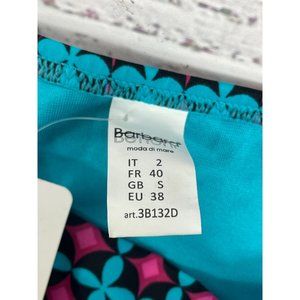 Barbara
moda di mare
IT 2
FR 40
GB S
EU 38
art.3B132D